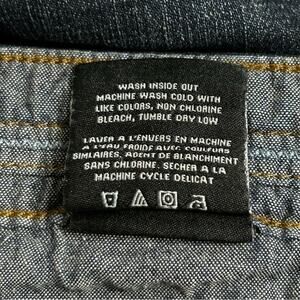 WASH INSIDE OUT
MACHINE WASH COLD WITH
LIKE COLORS, NON CHLORINE
BLEACH, TUMBLE DRY LOW
LAVER A L'ENVERS EN MACHINE
A L'EAU FROIDE AVEC COULEURS
SIMLAIRES, AGENT DE BLANCHIMENT
SANS CHLORINE. SECHER A LA
MACHINE CYCLE DELICAT